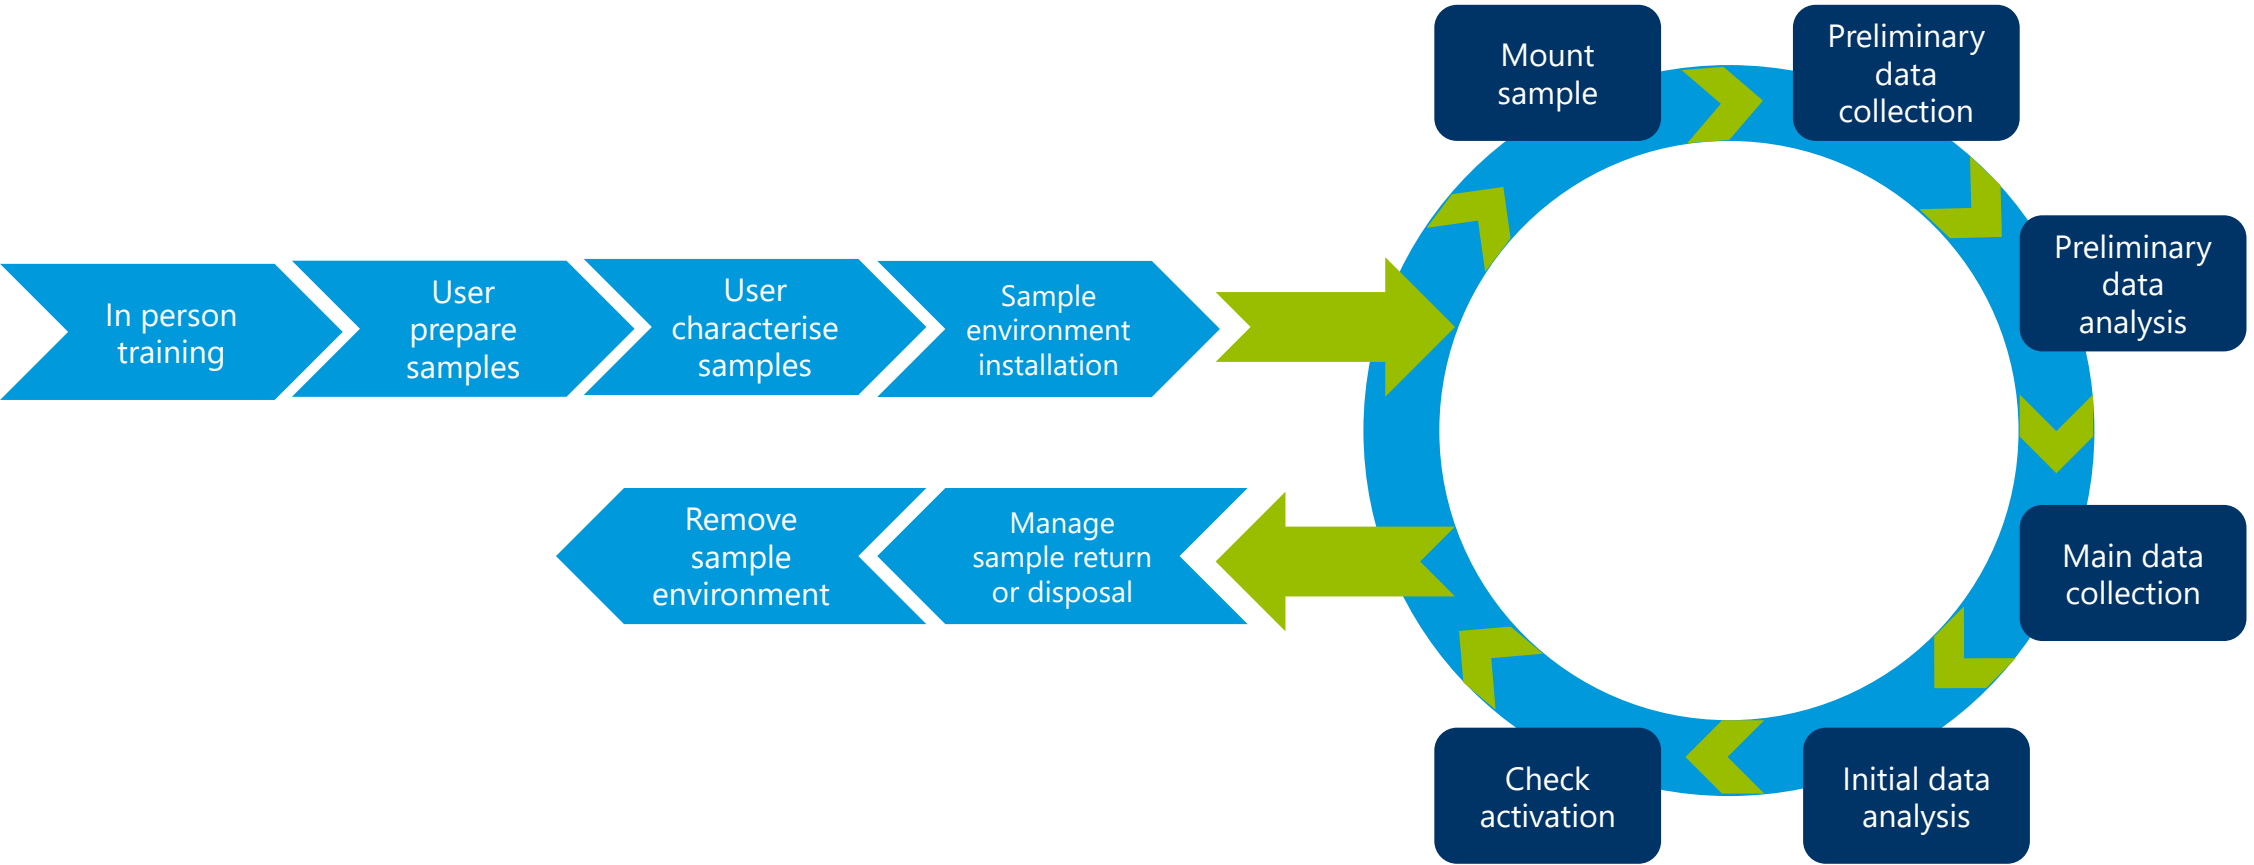 In person
training
User
prepare
samples
User
characterise
samples
Sample
environment
installation
Mount
sample
Preliminary
data
collection
Preliminary
data
analysis
Main data
collection
Initial data
analysis
Check
activation
Manage
sample return
or disposal
Remove
sample
environment